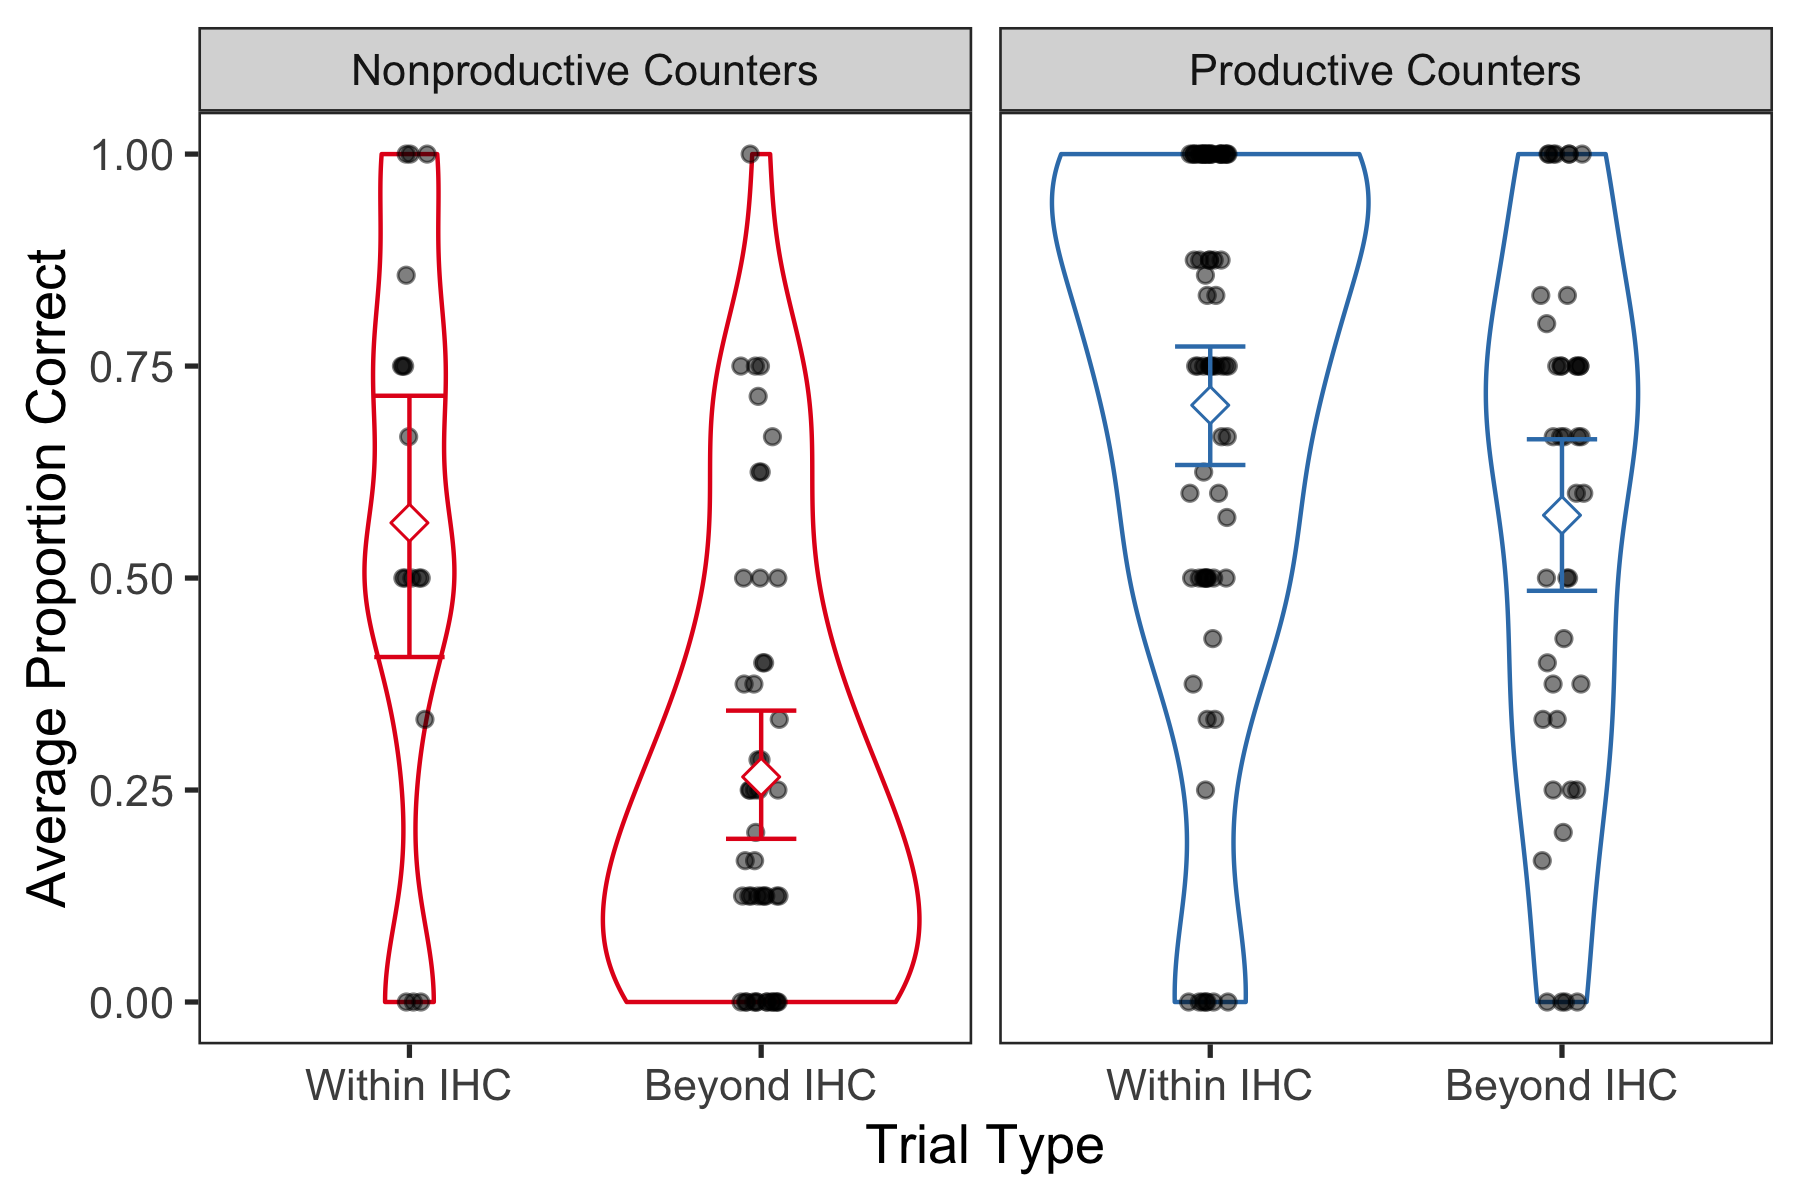 Nonproductive Counters
Productive Counters
Average Proportion Correct
1.00
0.75
0.50
0.25
0.00
Within IHC
Beyond IHC
Within IHC
Beyond IHC
Trial Type